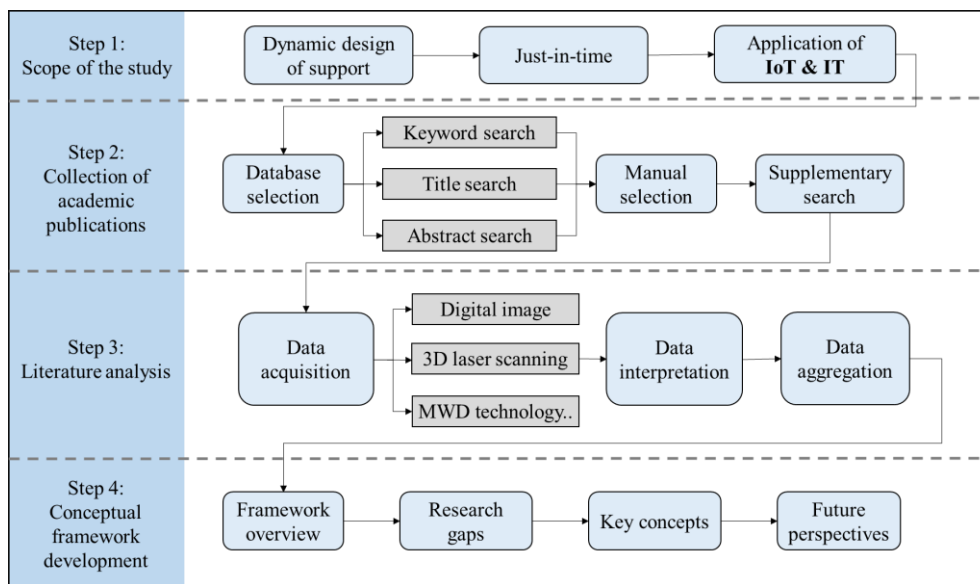 Step 1:
Scope of the study
Dynamic design
of support
Just-in-time
Application of
IoT & IT
Step 2:
Collection of
academic
publications
Database
selection
Keyword search
Title search
Abstract search
Manual
selection
Supplementary
search
Step 3:
Literature analysis
Data
acquisition
Digital image
3D laser scanning
MWD technology..
Data
interpretation
Data
aggregation
Step 4:
Conceptual
framework
development
Framework
overview
Research
gaps
Key concepts
Future
perspectives